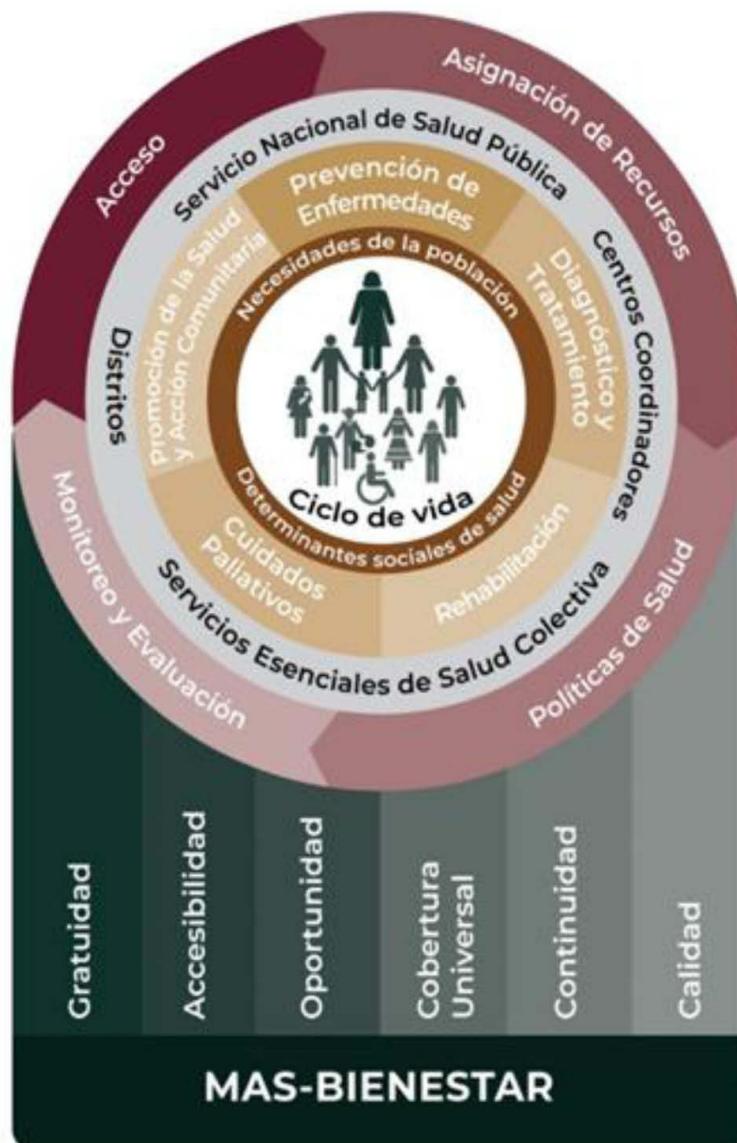 Asignación de Recursos
Acceso
Servicio Nacional de Salud Pública
Prevención de
Enfermedades
Centros Coordinadores
Diagnóstico y
Tratamiento
Promoción de la Salud
y Acción Comunitaria
Distritos
Necesidades de la población
Ciclo de vida
Determinantes sociales de salud
Cuidados
Paliativos
Rehabilitación
Servicios Esenciales de Salud Colectiva
Monitoreo y Evaluación
Políticas de Salud
Gratuidad
Accesibilidad
Oportunidad
Cobertura
Universal
Continuidad
Calidad
MAS-BIENESTAR